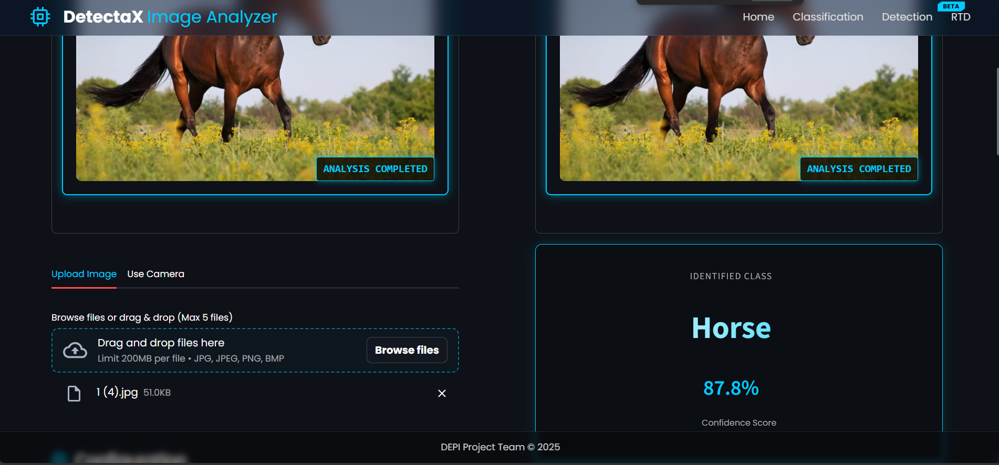 DetectaX Image Analyzer
Home
Classification
Detection
BETA
RTD
ANALYSIS COMPLETED
ANALYSIS COMPLETED
Upload Image
Use Camera
Browse files or drag & drop (Max 5 files)
Drag and drop files here
Limit 200MB per file • JPG, JPEG, PNG, BMP
Browse files
1 (4).jpg 51.0KB
IDENTIFIED CLASS
Horse
87.8%
Confidence Score
Configuration
DEPI Project Team © 2025